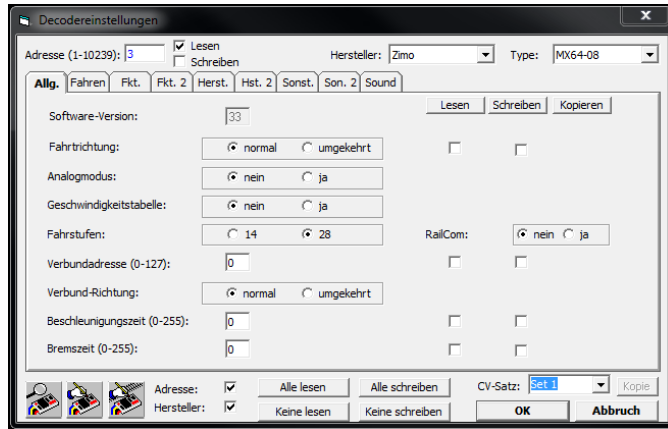 Decodereinstellungen
Adresse (1-10239): 3 Lesen Schreiben Hersteller: Zimo Type: MX64-08
Allg. Fahren Fkt. Fkt. 2 Herst. Hst. 2 Sonst. Son. 2 Sound
Lesen Schreiben Kopieren
Software-Version: 33
Fahrtrichtung: normal umgekehrt
Analogmodus: nein ja
Geschwindigkeitstabelle: nein ja
Fahrstufen: 14 28 RailCom: nein ja
Verbundadresse (0-127): 0
Verbund-Richtung: normal umgekehrt
Beschleunigungszeit (0-255): 0
Bremszeit (0-255): 0
Adresse: Alle lesen Alle schreiben CV-Satz: Set 1 Kopie
Hersteller: Keine lesen Keine schreiben OK Abbruch